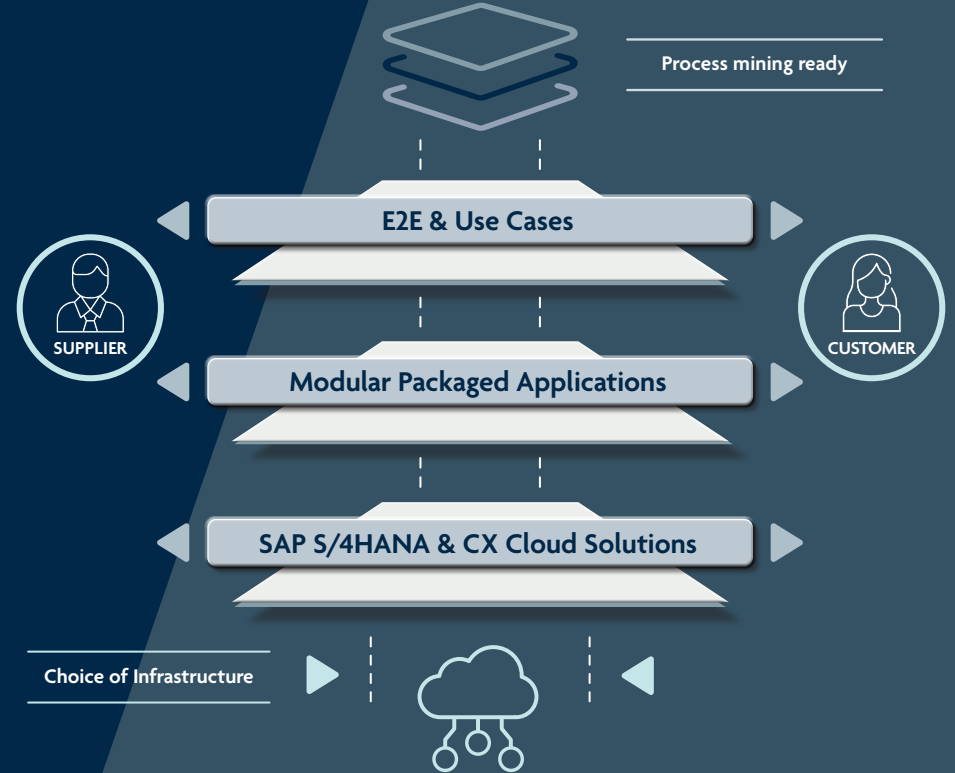 Process mining ready
E2E & Use Cases
SUPPLIER
CUSTOMER
Modular Packaged Applications
SAP S/4HANA & CX Cloud Solutions
Choice of Infrastructure